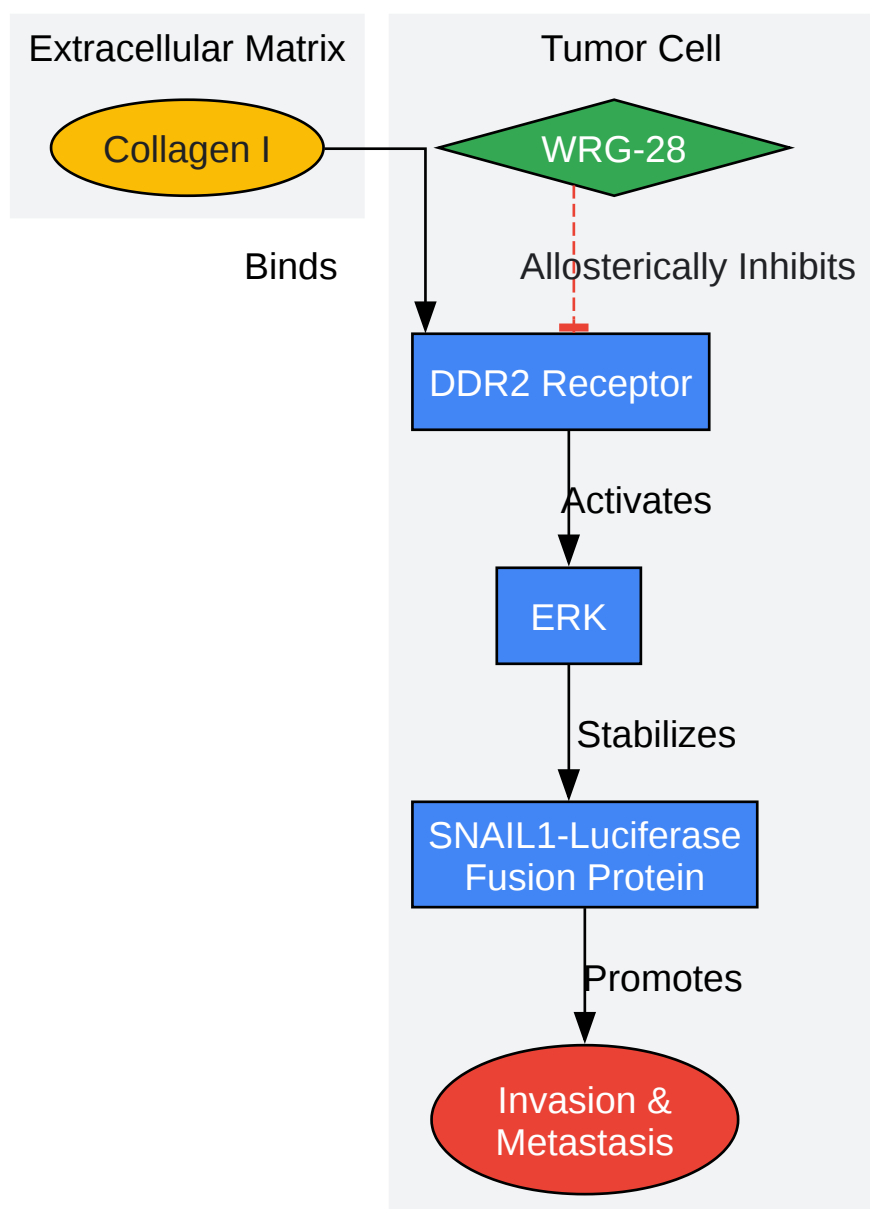 Extracellular Matrix
Tumor Cell
Collagen I
WRG-28
Binds
Allosterically Inhibits
DDR2 Receptor
Activates
ERK
Stabilizes
SNAIL1-Luciferase
Fusion Protein
Promotes
Invasion &
Metastasis